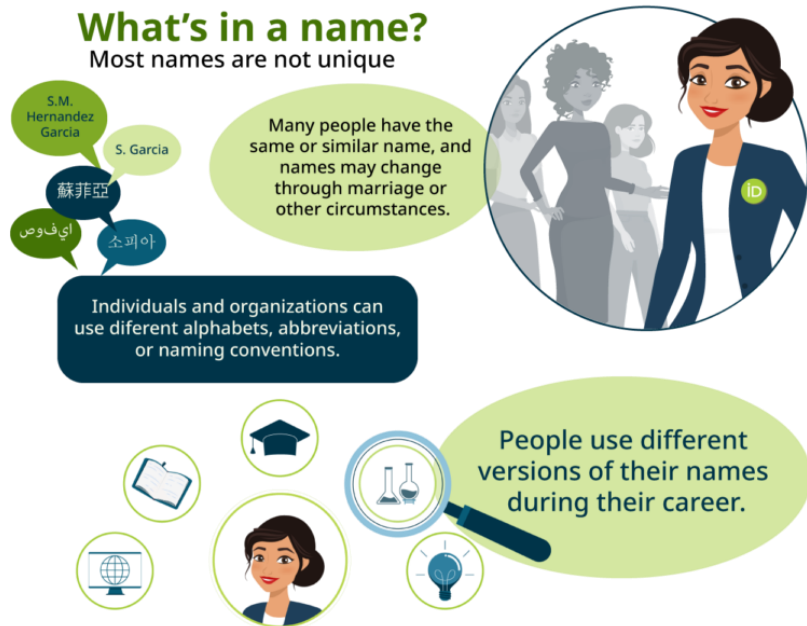 What's in a name?
Most names are not unique
S.M.
Hernandez
Garcia
S. Garcia
蘇菲亞
ايفوص
소피아
Many people have the
same or similar name, and
names may change
through marriage or
other circumstances.
iD
Individuals and organizations can
use diferent alphabets, abbreviations,
or naming conventions.
People use different
versions of their names
during their career.